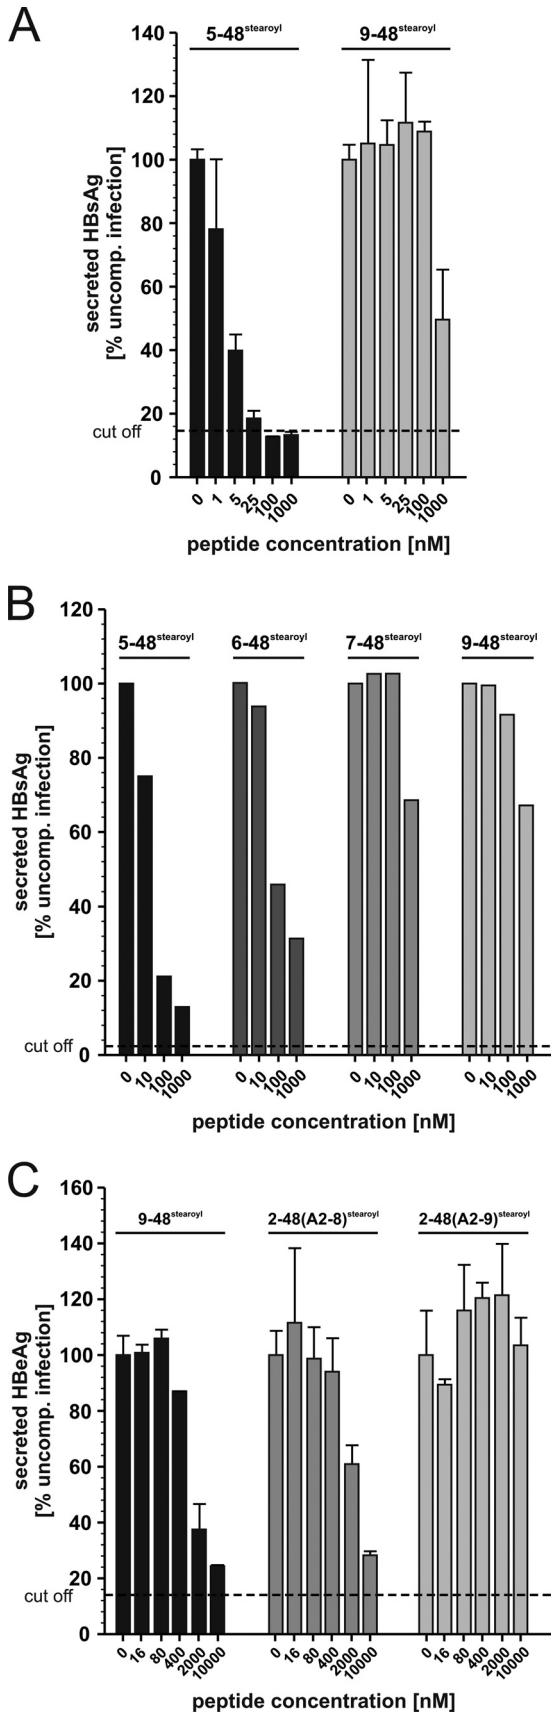 A
5-48stearoyl 9-48stearoyl
secreted HBsAg
[% uncomp. infection]
140
120
100
80
60
40
20
0
cut off
0 1 5 25 100 1000 0 1 5 25 100 1000
peptide concentration [nM]
B
5-48stearoyl 6-48stearoyl 7-48stearoyl 9-48stearoyl
secreted HBsAg
[% uncomp. infection]
120
100
80
60
40
20
0
cut off
0 10 100 1000 0 10 100 1000 0 10 100 1000 0 10 100 1000
peptide concentration [nM]
C
9-48stearoyl 2-48(A2-8)stearoyl 2-48(A2-9)stearoyl
secreted HBeAg
[% uncomp. infection]
160
140
120
100
80
60
40
20
0
cut off
0 16 80 400 2000 10000 0 16 80 400 2000 10000 0 16 80 400 2000 10000
peptide concentration [nM]